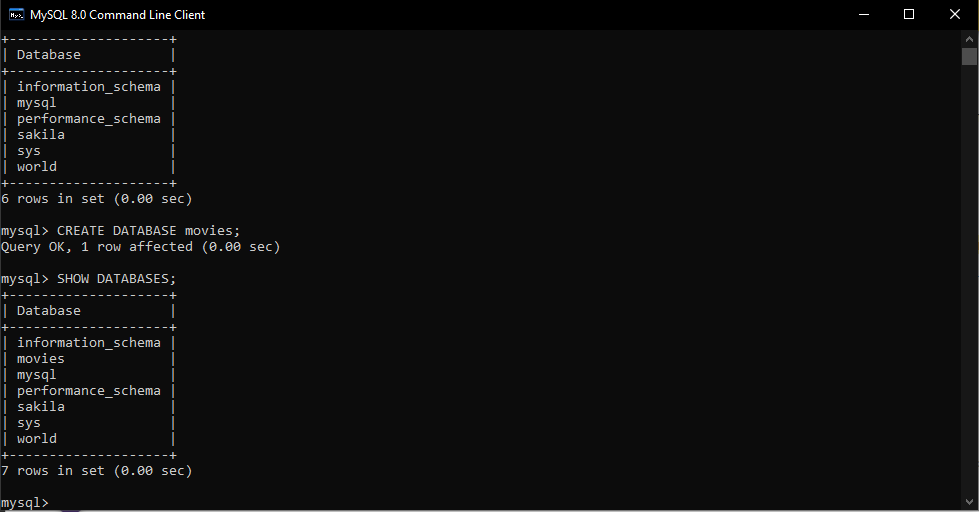 MySQL 8.0 Command Line Client
+--------------------+
| Database           |
+--------------------+
| information_schema |
| mysql              |
| performance_schema |
| sakila             |
| sys                |
| world              |
+--------------------+
6 rows in set (0.00 sec)
mysql> CREATE DATABASE movies;
Query OK, 1 row affected (0.00 sec)
mysql> SHOW DATABASES;
+--------------------+
| Database           |
+--------------------+
| information_schema |
| movies             |
| mysql              |
| performance_schema |
| sakila             |
| sys                |
| world              |
+--------------------+
7 rows in set (0.00 sec)
mysql>